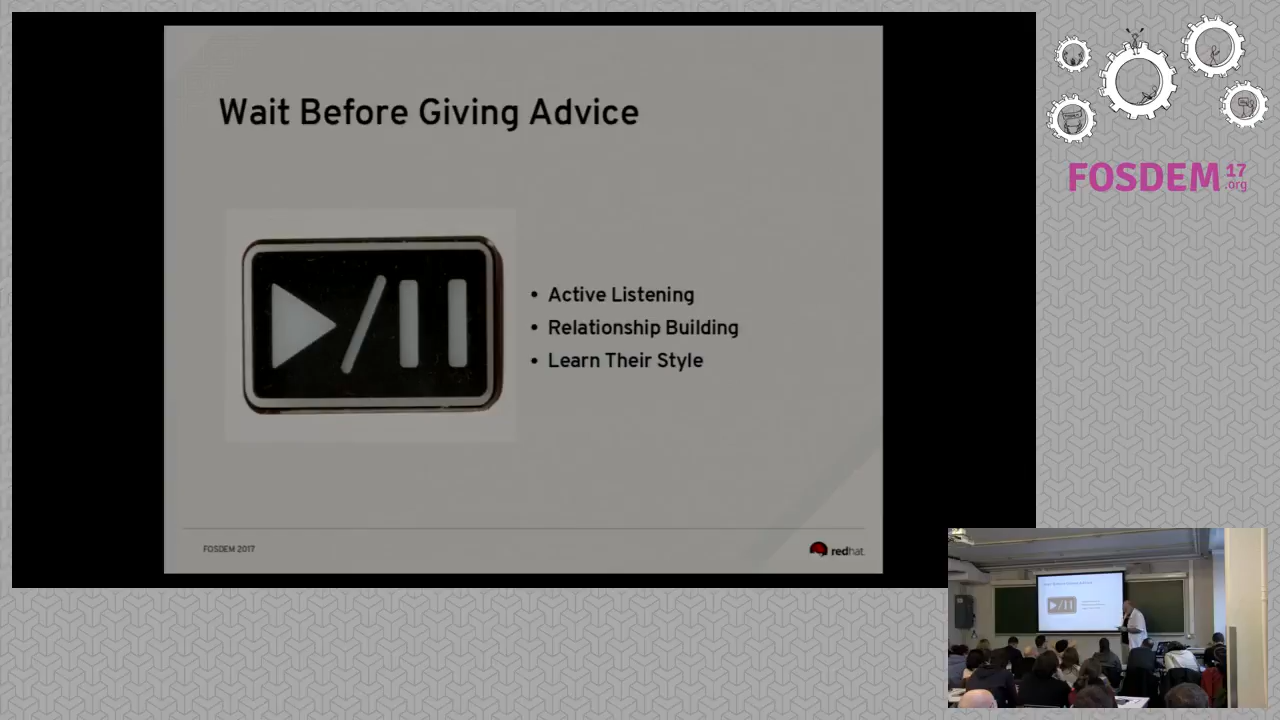 Wait Before Giving Advice
• Active Listening
• Relationship Building
• Learn Their Style
FOSDEM 2017
redhat.
FOSDEM 17
.org